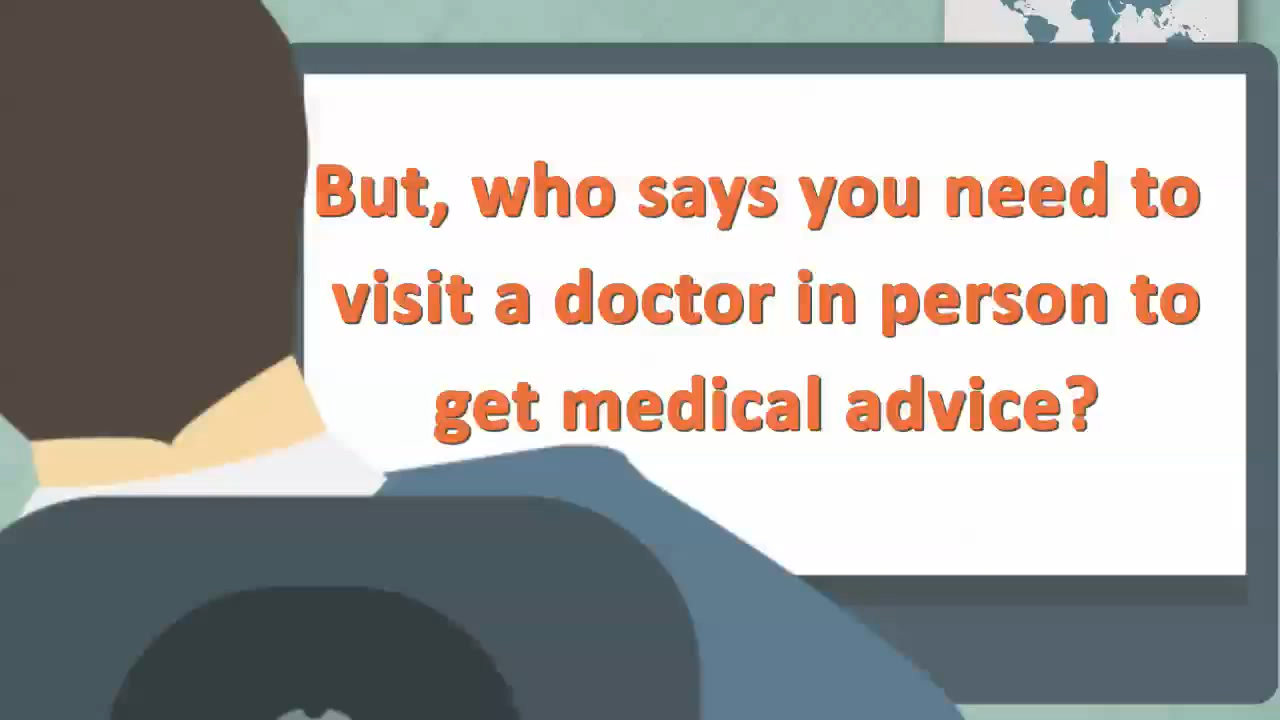 But, who says you need to
visit a doctor in person to
get medical advice?